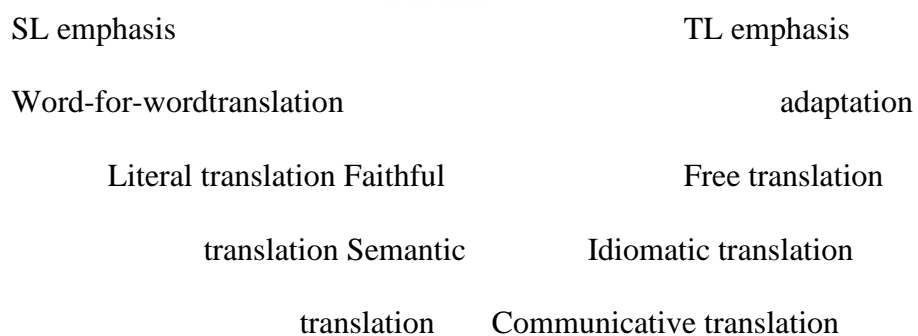 SL emphasis TL emphasis
Word-for-wordtranslation adaptation
Literal translation Faithful Free translation
translation Semantic Idiomatic translation
translation Communicative translation